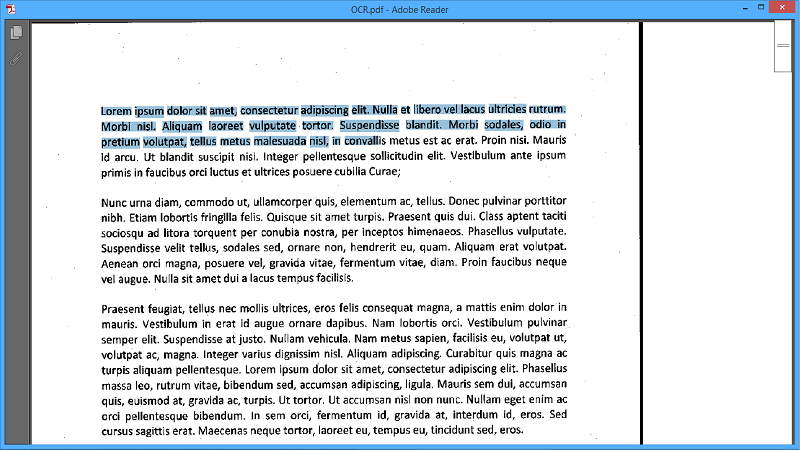 OCR.pdf - Adobe Reader
Lorem ipsum dolor sit amet, consectetur adipiscing elit. Nulla et libero vel lacus ultricies rutrum.
Morbi nisl. Aliquam laoreet vulputate tortor. Suspendisse blandit. Morbi sodales, odio in
pretium volutpat, tellus metus malesuada nisl, in convallis metus est ac erat. Proin nisi. Mauris
id arcu. Ut blandit suscipit nisi. Integer pellentesque sollicitudin elit. Vestibulum ante ipsum
primis in faucibus orci luctus et ultrices posuere cubilia Curae;
Nunc urna diam, commodo ut, ullamcorper quis, elementum ac, tellus. Donec pulvinar porttitor
nibh. Etiam lobortis fringilla felis. Quisque sit amet turpis. Praesent quis dui. Class aptent taciti
sociosqu ad litora torquent per conubia nostra, per inceptos himenaeos. Phasellus vulputate.
Suspendisse velit tellus, sodales sed, ornare non, hendrerit eu, quam. Aliquam erat volutpat.
Aenean orci magna, posuere vel, gravida vitae, fermentum vitae, diam. Proin faucibus neque
vel augue. Nulla sit amet dui a lacus tempus facilisis.
Praesent feugiat, tellus nec mollis ultrices, eros felis consequat magna, a mattis enim dolor in
mauris. Vestibulum in erat id augue ornare dapibus. Nam lobortis orci. Vestibulum pulvinar
semper elit. Suspendisse at justo. Nullam vehicula. Nam metus sapien, facilisis eu, volutpat ut,
volutpat ac, magna. Integer varius dignissim nisl. Aliquam adipiscing. Curabitur quis magna ac
turpis aliquam pellentesque. Lorem ipsum dolor sit amet, consectetur adipiscing elit. Phasellus
massa leo, rutrum vitae, bibendum sed, accumsan adipiscing, ligula. Mauris sem dui, accumsan
quis, euismod at, gravida ac, turpis. Ut tortor. Ut accumsan nisl non nunc. Nullam eget enim ac
orci pellentesque bibendum. In sem orci, fermentum id, gravida at, interdum id, eros. Sed
cursus sagittis erat. Maecenas neque tortor, laoreet eu, tempus eu, tincidunt sed, eros.